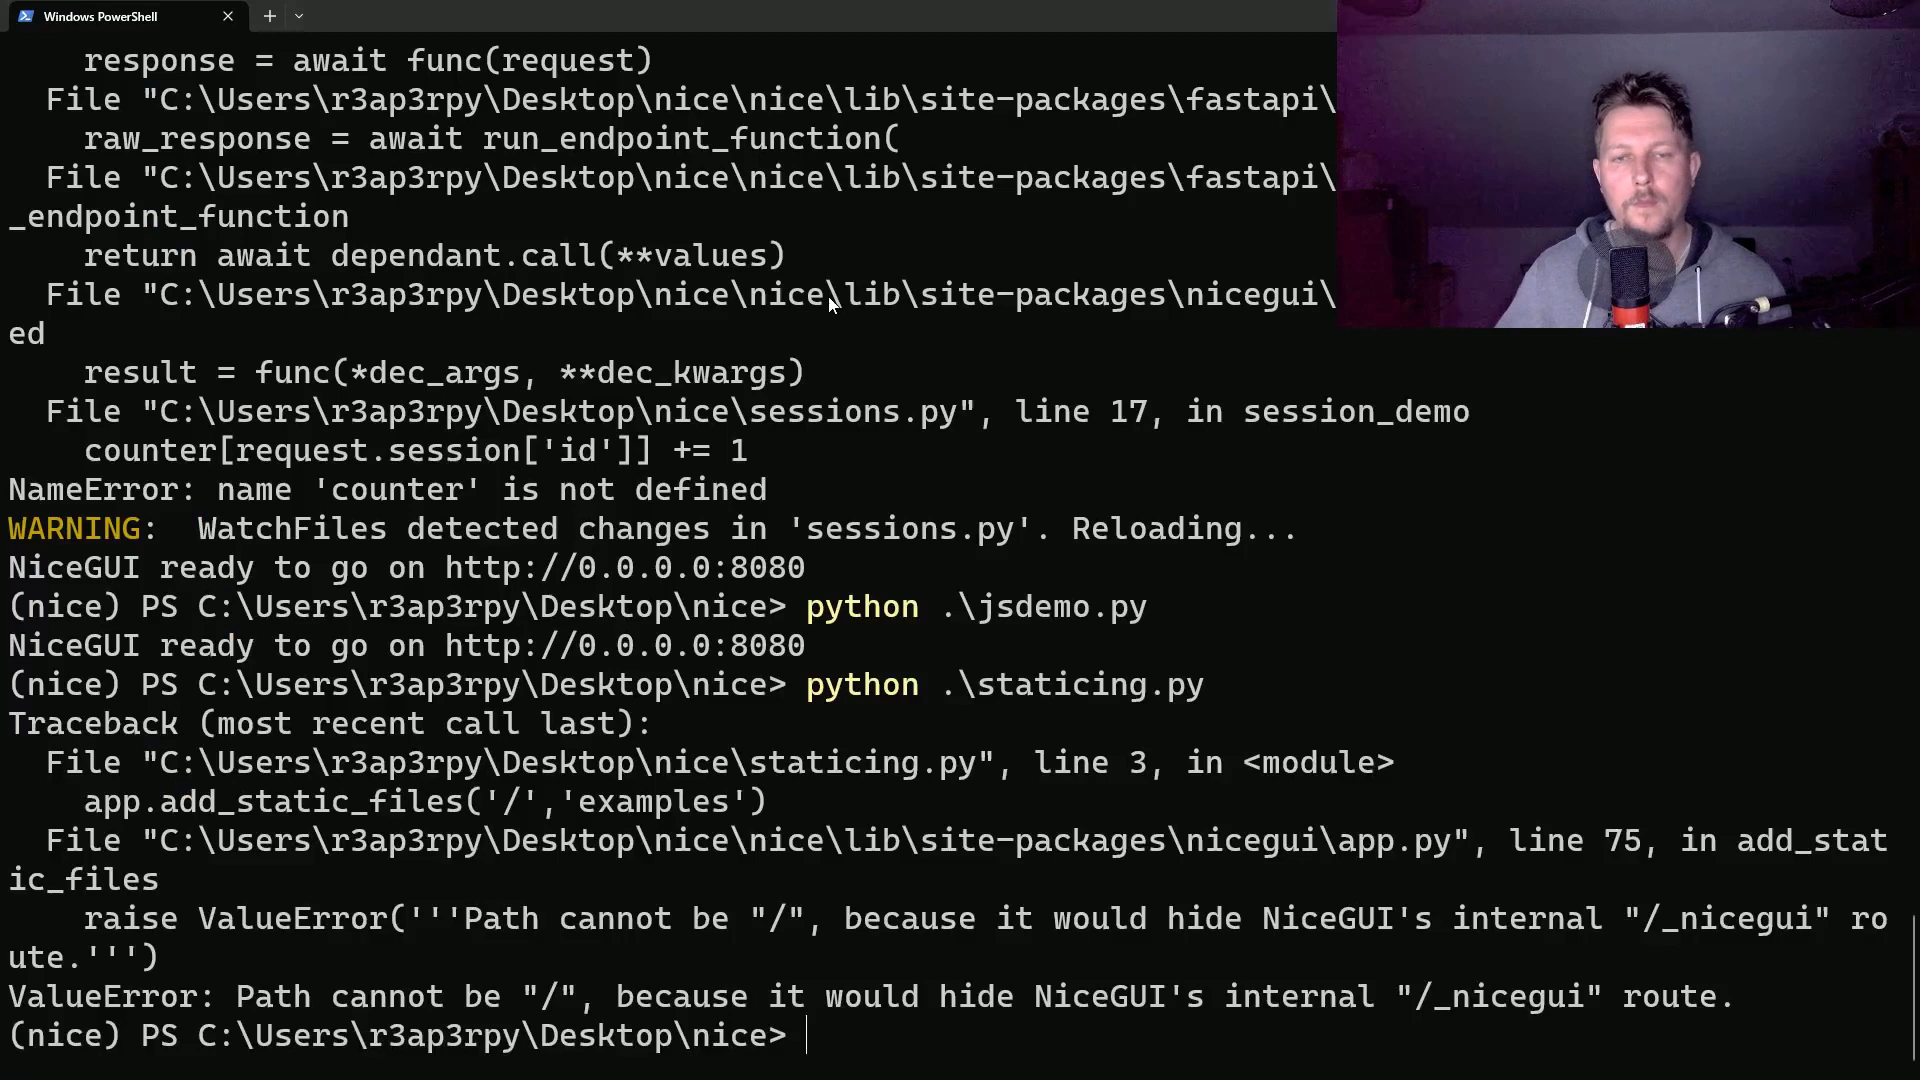 Windows PowerShell
response = await func(request)
File "C:\Users\r3ap3rpy\Desktop\nice\nice\lib\site-packages\fastapi\
raw_response = await run_endpoint_function(
File "C:\Users\r3ap3rpy\Desktop\nice\nice\lib\site-packages\fastapi\
_endpoint_function
return await dependant.call(**values)
File "C:\Users\r3ap3rpy\Desktop\nice\nice\lib\site-packages\nicegui\
ed
result = func(*dec_args, **dec_kwargs)
File "C:\Users\r3ap3rpy\Desktop\nice\sessions.py", line 17, in session_demo
counter[request.session['id']] += 1
NameError: name 'counter' is not defined
WARNING:  WatchFiles detected changes in 'sessions.py'. Reloading...
NiceGUI ready to go on http://0.0.0.0:8080
(nice) PS C:\Users\r3ap3rpy\Desktop\nice> python .\jsdemo.py
NiceGUI ready to go on http://0.0.0.0:8080
(nice) PS C:\Users\r3ap3rpy\Desktop\nice> python .\staticing.py
Traceback (most recent call last):
File "C:\Users\r3ap3rpy\Desktop\nice\staticing.py", line 3, in <module>
app.add_static_files('/','examples')
File "C:\Users\r3ap3rpy\Desktop\nice\nice\lib\site-packages\nicegui\app.py", line 75, in add_stat
ic_files
raise ValueError('''Path cannot be "/", because it would hide NiceGUI's internal "/_nicegui" ro
ute.''')
ValueError: Path cannot be "/", because it would hide NiceGUI's internal "/_nicegui" route.
(nice) PS C:\Users\r3ap3rpy\Desktop\nice>